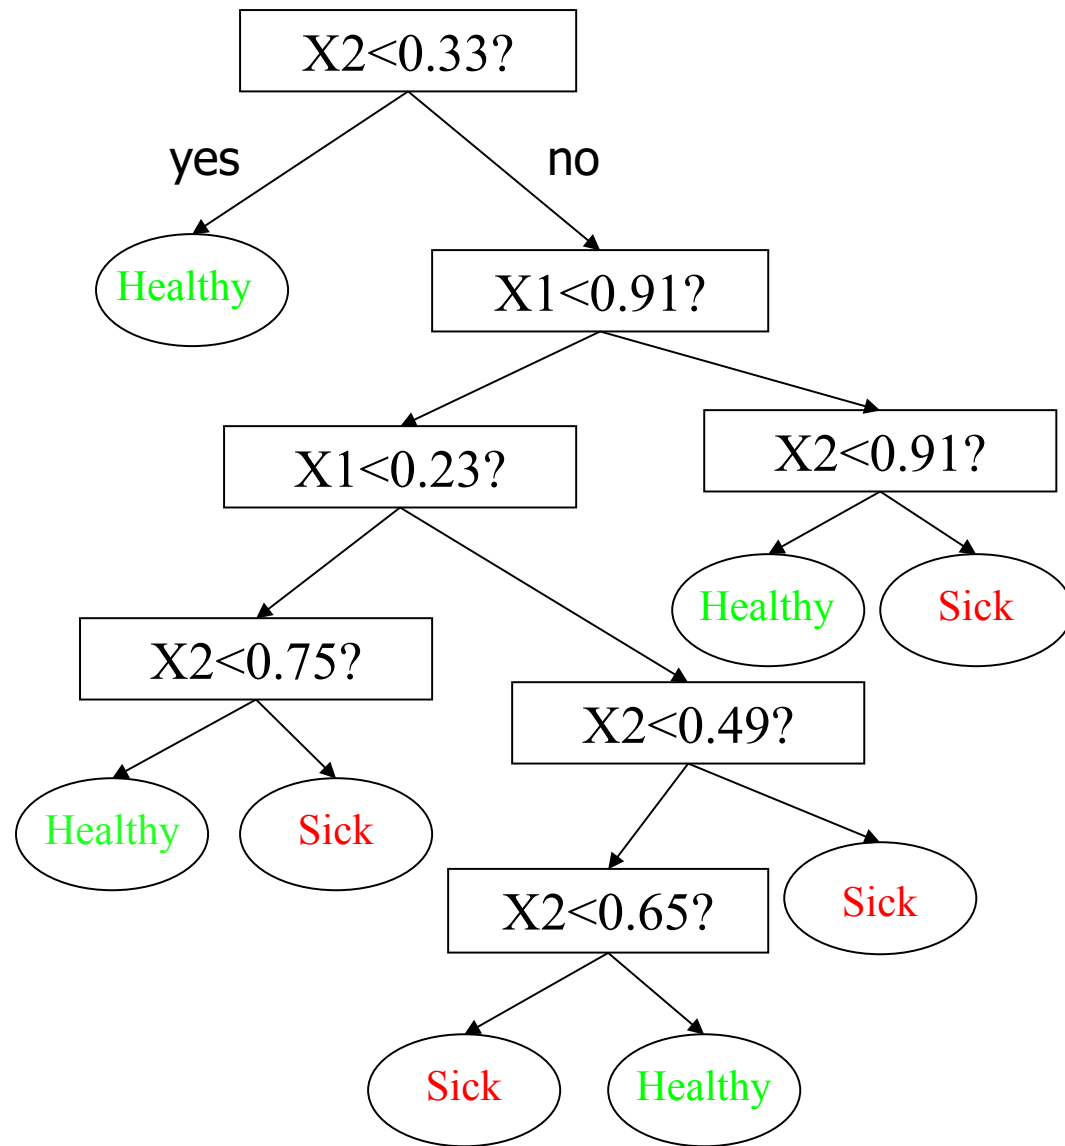 X2<0.33?
yes
no
Healthy
X1<0.91?
X1<0.23?
X2<0.91?
Healthy
Sick
X2<0.75?
X2<0.49?
Healthy
Sick
X2<0.65?
Sick
Sick
Healthy